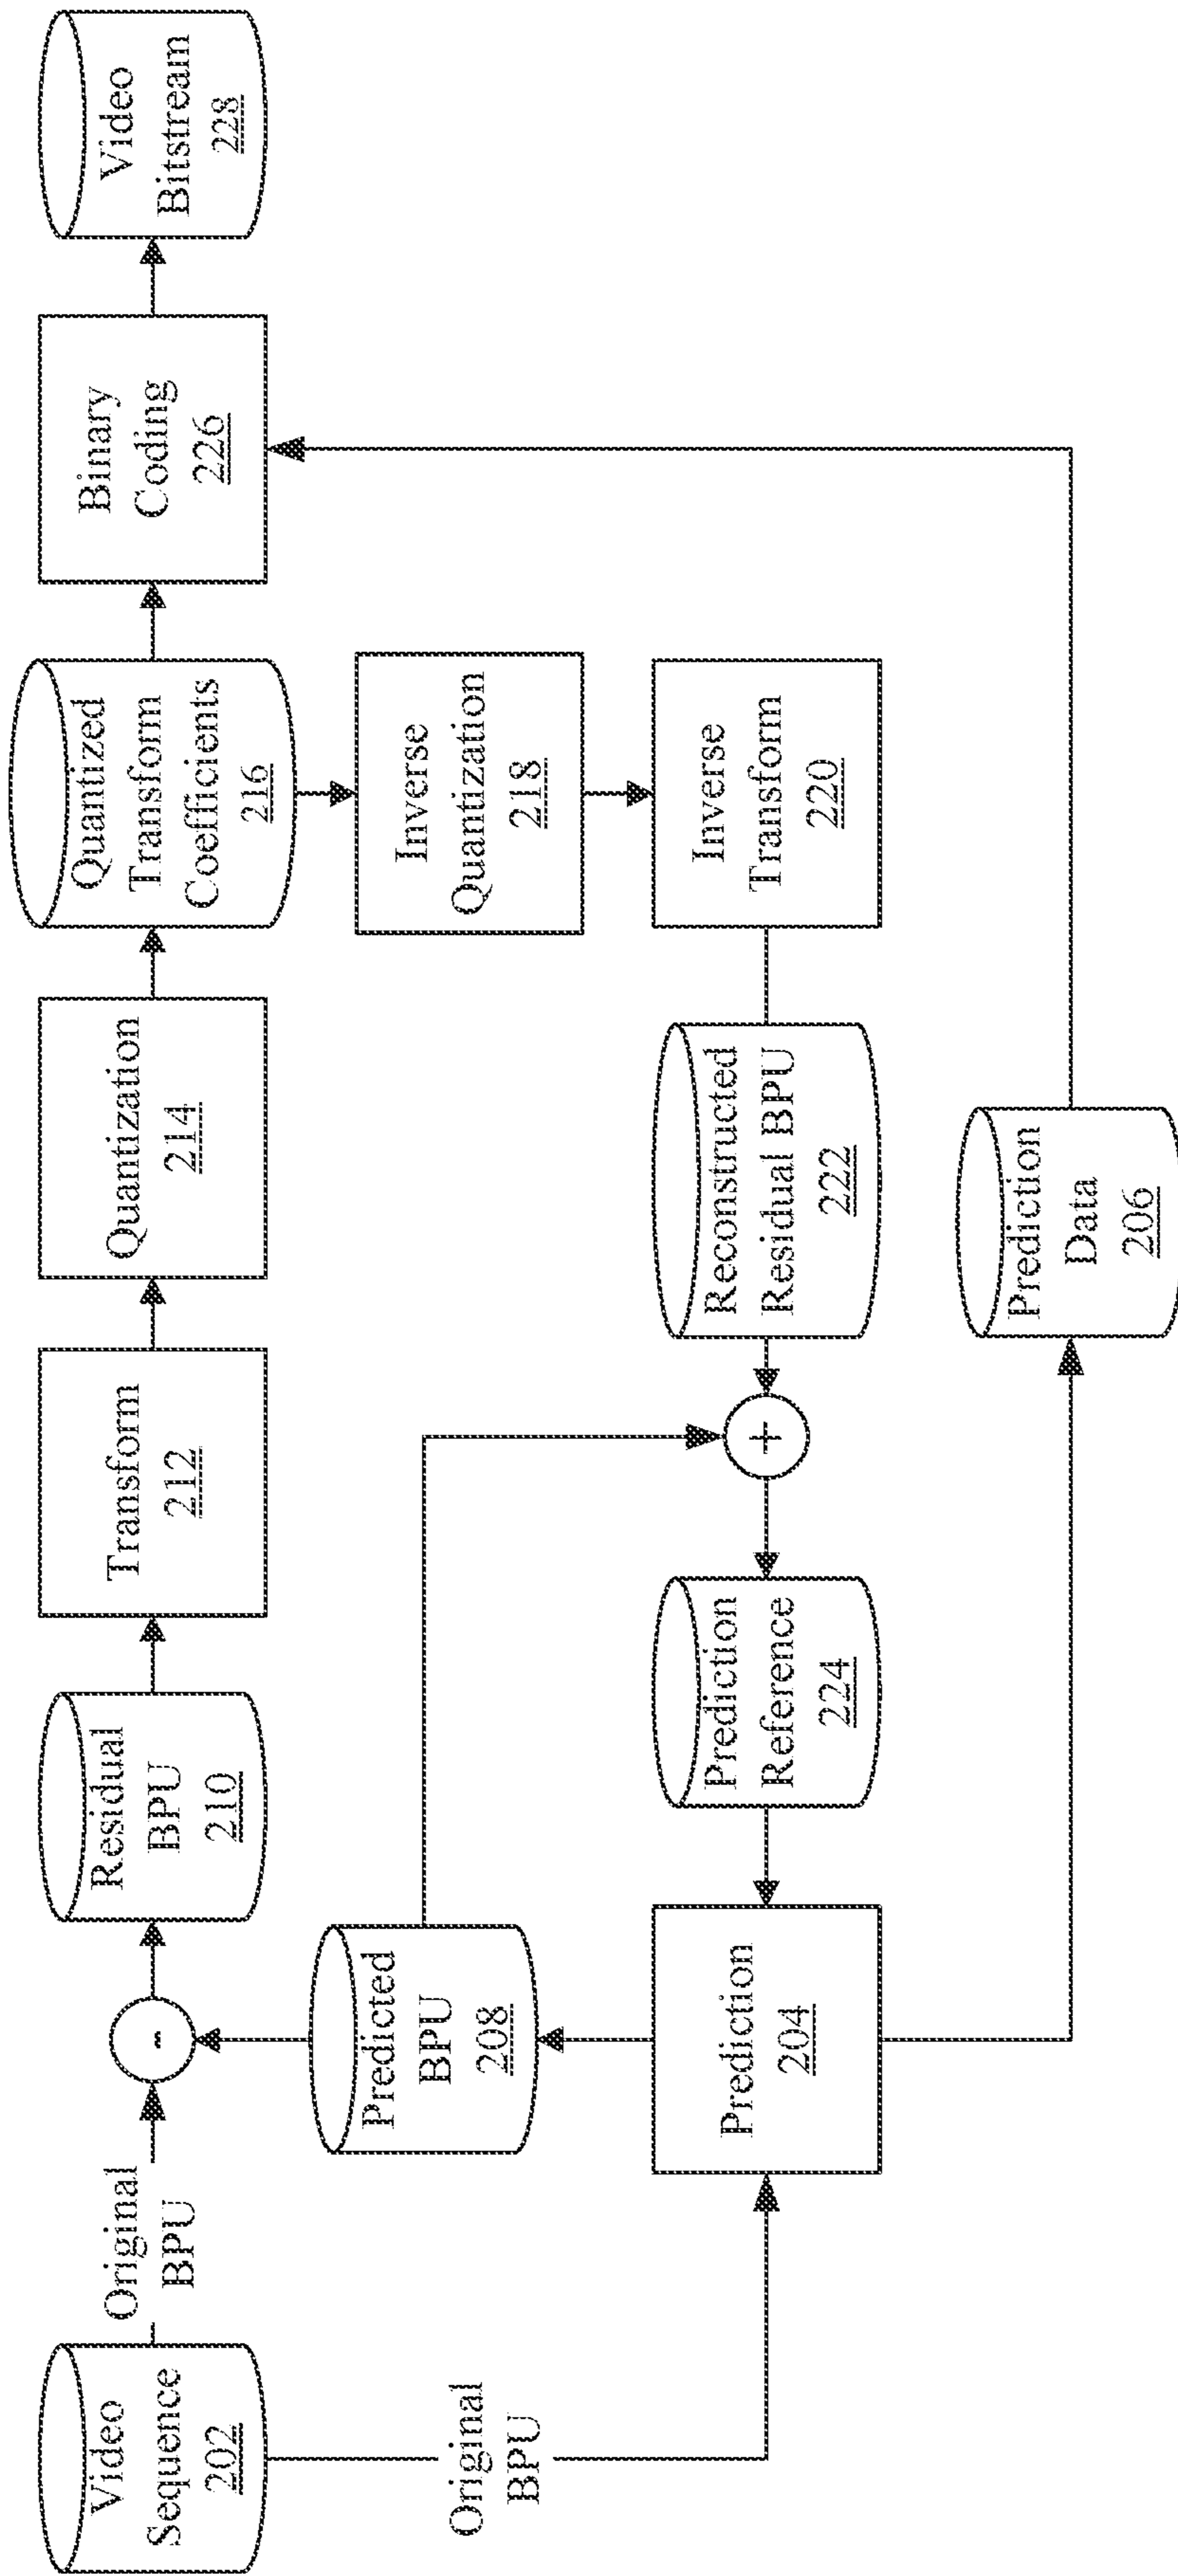 Video
Sequence
202
Original
BPU
-
Residual
BPU
210
Transform
212
Quantization
214
Quantized
Transform
Coefficients
216
Binary
Coding
226
Video
Bitstream
228
Original
BPU
Predicted
BPU
208
Inverse
Quantization
218
Prediction
204
Prediction
Reference
224
+
Reconstructed
Residual BPU
222
Inverse
Transform
220
Prediction
Data
206